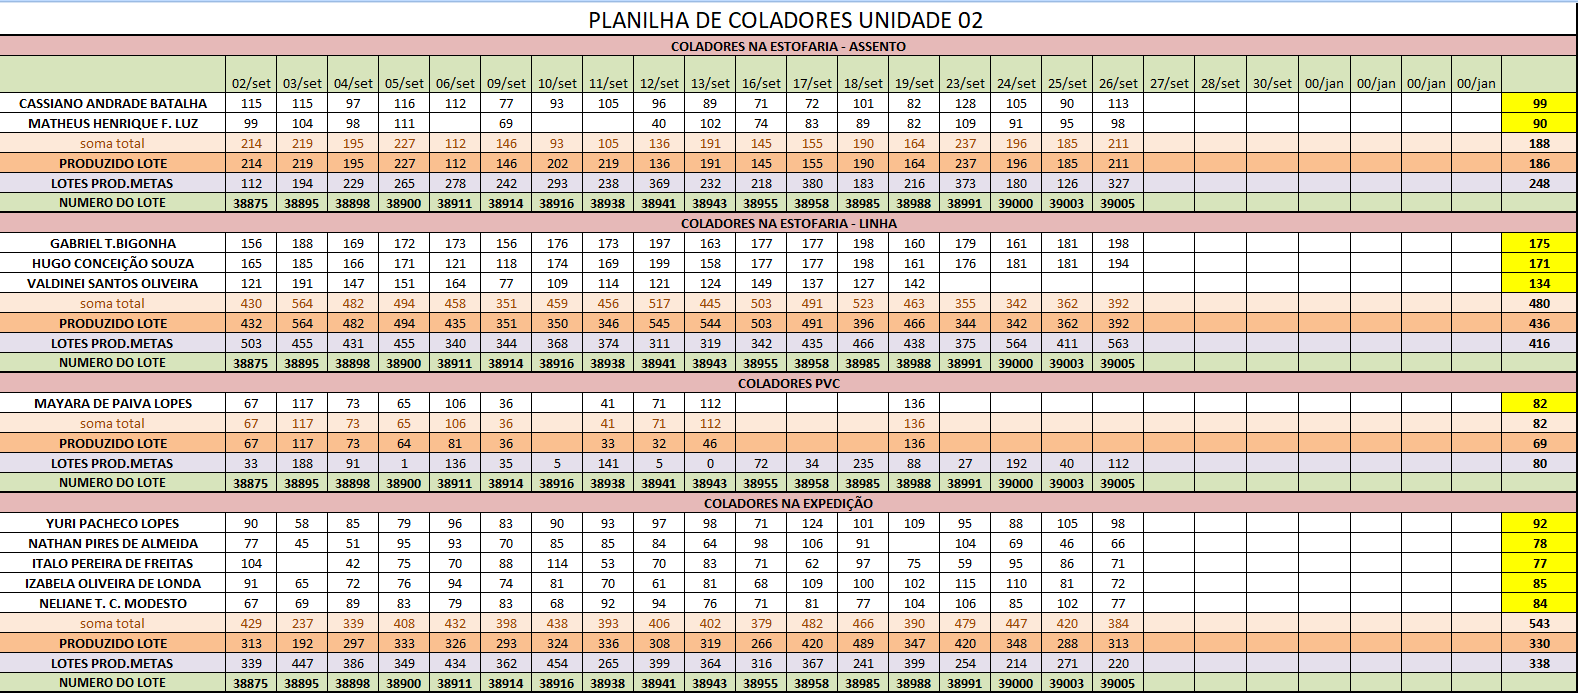 PLANILHA DE COLADORES UNIDADE 02
COLADORES NA ESTOFARIA - ASSENTO
02/set 03/set 04/set 05/set 06/set 09/set 10/set 11/set 12/set 13/set 16/set 17/set 18/set 19/set 23/set 24/set 25/set 26/set 27/set 28/set 30/set 00/jan 00/jan 00/jan 00/jan
CASSIANO ANDRADE BATALHA 115 115 97 116 112 77 93 105 96 89 71 72 101 82 128 105 90 113 99
MATHEUS HENRIQUE F. LUZ 99 104 98 111 69 40 102 74 83 89 82 109 91 95 98 90
soma total 214 219 195 227 112 146 93 105 136 191 145 155 190 164 237 196 185 211 188
PRODUZIDO LOTE 214 219 195 227 112 146 202 219 136 191 145 155 190 164 237 196 185 211 186
LOTES PROD.METAS 112 194 229 265 278 242 293 238 369 232 218 380 183 216 373 180 126 327 248
NUMERO DO LOTE 38875 38895 38898 38900 38911 38914 38916 38938 38941 38943 38955 38958 38985 38988 38991 39000 39003 39005
COLADORES NA ESTOFARIA - LINHA
GABRIEL T.BIGONHA 156 188 169 172 173 156 176 173 197 163 177 177 198 160 179 161 181 198 175
HUGO CONCEIÇÃO SOUZA 165 185 166 171 121 118 174 169 199 158 177 177 198 161 176 181 181 194 171
VALDINEI SANTOS OLIVEIRA 121 191 147 151 164 77 109 114 121 124 149 137 127 142 134
soma total 430 564 482 494 458 351 459 456 517 445 503 491 523 463 355 342 362 392 480
PRODUZIDO LOTE 432 564 482 494 435 351 350 346 545 544 503 491 396 466 344 342 362 392 436
LOTES PROD.METAS 503 455 431 455 340 344 368 374 311 319 342 435 466 438 375 564 411 563 416
NUMERO DO LOTE 38875 38895 38898 38900 38911 38914 38916 38938 38941 38943 38955 38958 38985 38988 38991 39000 39003 39005
COLADORES PVC
MAYARA DE PAIVA LOPES 67 117 73 65 106 36 41 71 112 136 82
soma total 67 117 73 65 106 36 41 71 112 136 82
PRODUZIDO LOTE 67 117 73 64 81 36 33 32 46 136 69
LOTES PROD.METAS 33 188 91 1 136 35 5 141 5 0 72 34 235 88 27 192 40 112 80
NUMERO DO LOTE 38875 38895 38898 38900 38911 38914 38916 38938 38941 38943 38955 38958 38985 38988 38991 39000 39003 39005
COLADORES NA EXPEDIÇÃO
YURI PACHECO LOPES 90 58 85 79 96 83 90 93 97 98 71 124 101 109 95 88 105 98 92
NATHAN PIRES DE ALMEIDA 77 45 51 95 93 70 85 85 84 64 98 106 91 104 69 46 66 78
ITALO PEREIRA DE FREITAS 104 42 75 70 88 114 53 70 83 71 62 97 75 59 95 86 71 77
IZABELA OLIVEIRA DE LONDA 91 65 72 76 94 74 81 70 61 81 68 109 100 102 115 110 81 72 85
NELIANE T. C. MODESTO 67 69 89 83 79 83 68 92 94 76 71 81 77 104 106 85 102 77 84
soma total 429 237 339 408 432 398 438 393 406 402 379 482 466 390 479 447 420 384 543
PRODUZIDO LOTE 313 192 297 333 326 293 324 336 308 319 266 420 489 347 420 348 288 313 330
LOTES PROD.METAS 339 447 386 349 434 362 454 265 399 364 316 367 241 399 254 214 271 220 338
NUMERO DO LOTE 38875 38895 38898 38900 38911 38914 38916 38938 38941 38943 38955 38958 38985 38988 38991 39000 39003 39005